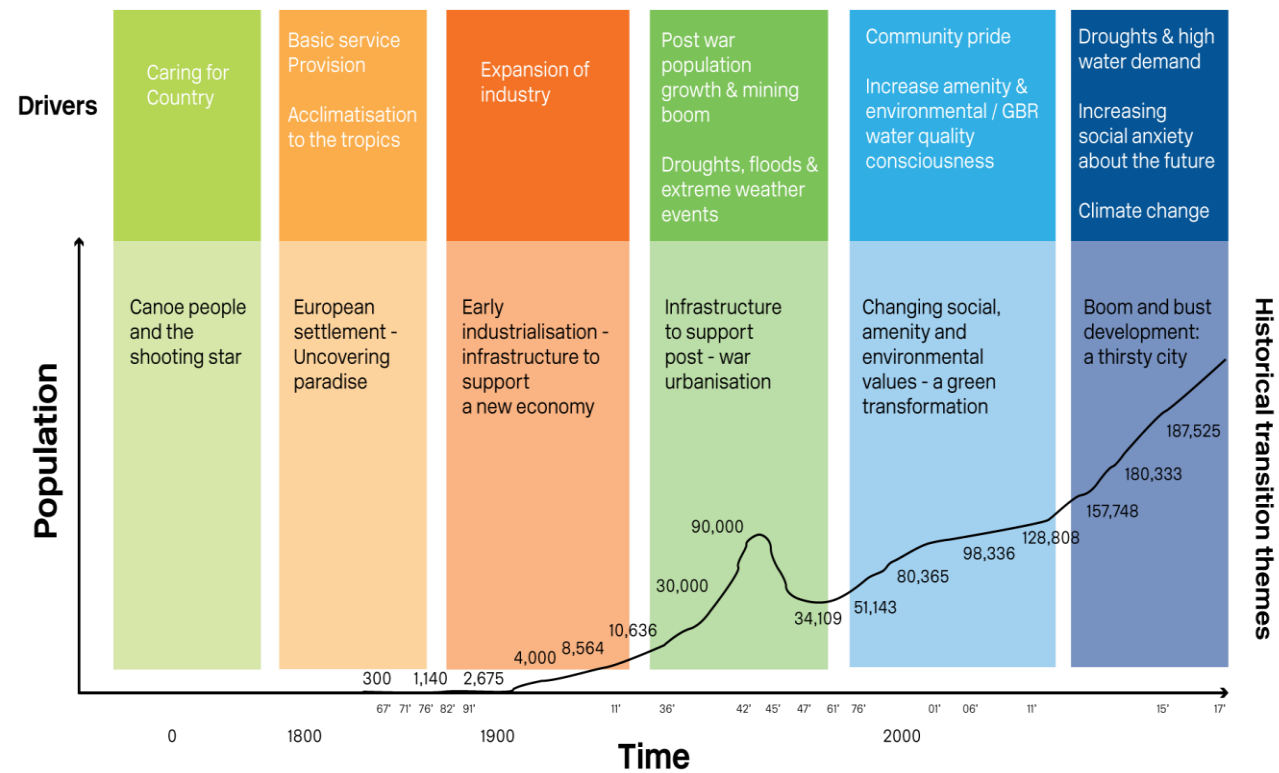 Drivers
Caring for
Country
Basic service
Provision
Acclimatisation
to the tropics
Expansion of
industry
Post war
population
growth & mining
boom
Droughts, floods &
extreme weather
events
Community pride
Increase amenity &
environmental / GBR
water quality
consciousness
Droughts & high
water demand
Increasing
social anxiety
about the future
Climate change
Population
Canoe people
and the
shooting star
European
settlement -
Uncovering
paradise
Early
industrialisation -
infrastructure to
support
a new economy
Infrastructure
to support
post - war
urbanisation
Changing social,
amenity and
environmental
values - a green
transformation
Boom and bust
development:
a thirsty city
Historical transition themes
300
1,140
2,675
4,000
8,564
10,636
30,000
90,000
34,109
51,143
80,365
98,336
128,808
157,748
180,333
187,525
67' 71' 76' 82' 91' 11' 36' 42' 45' 47' 61' 76' 01' 06' 11' 15' 17'
0 1800 1900 2000
Time